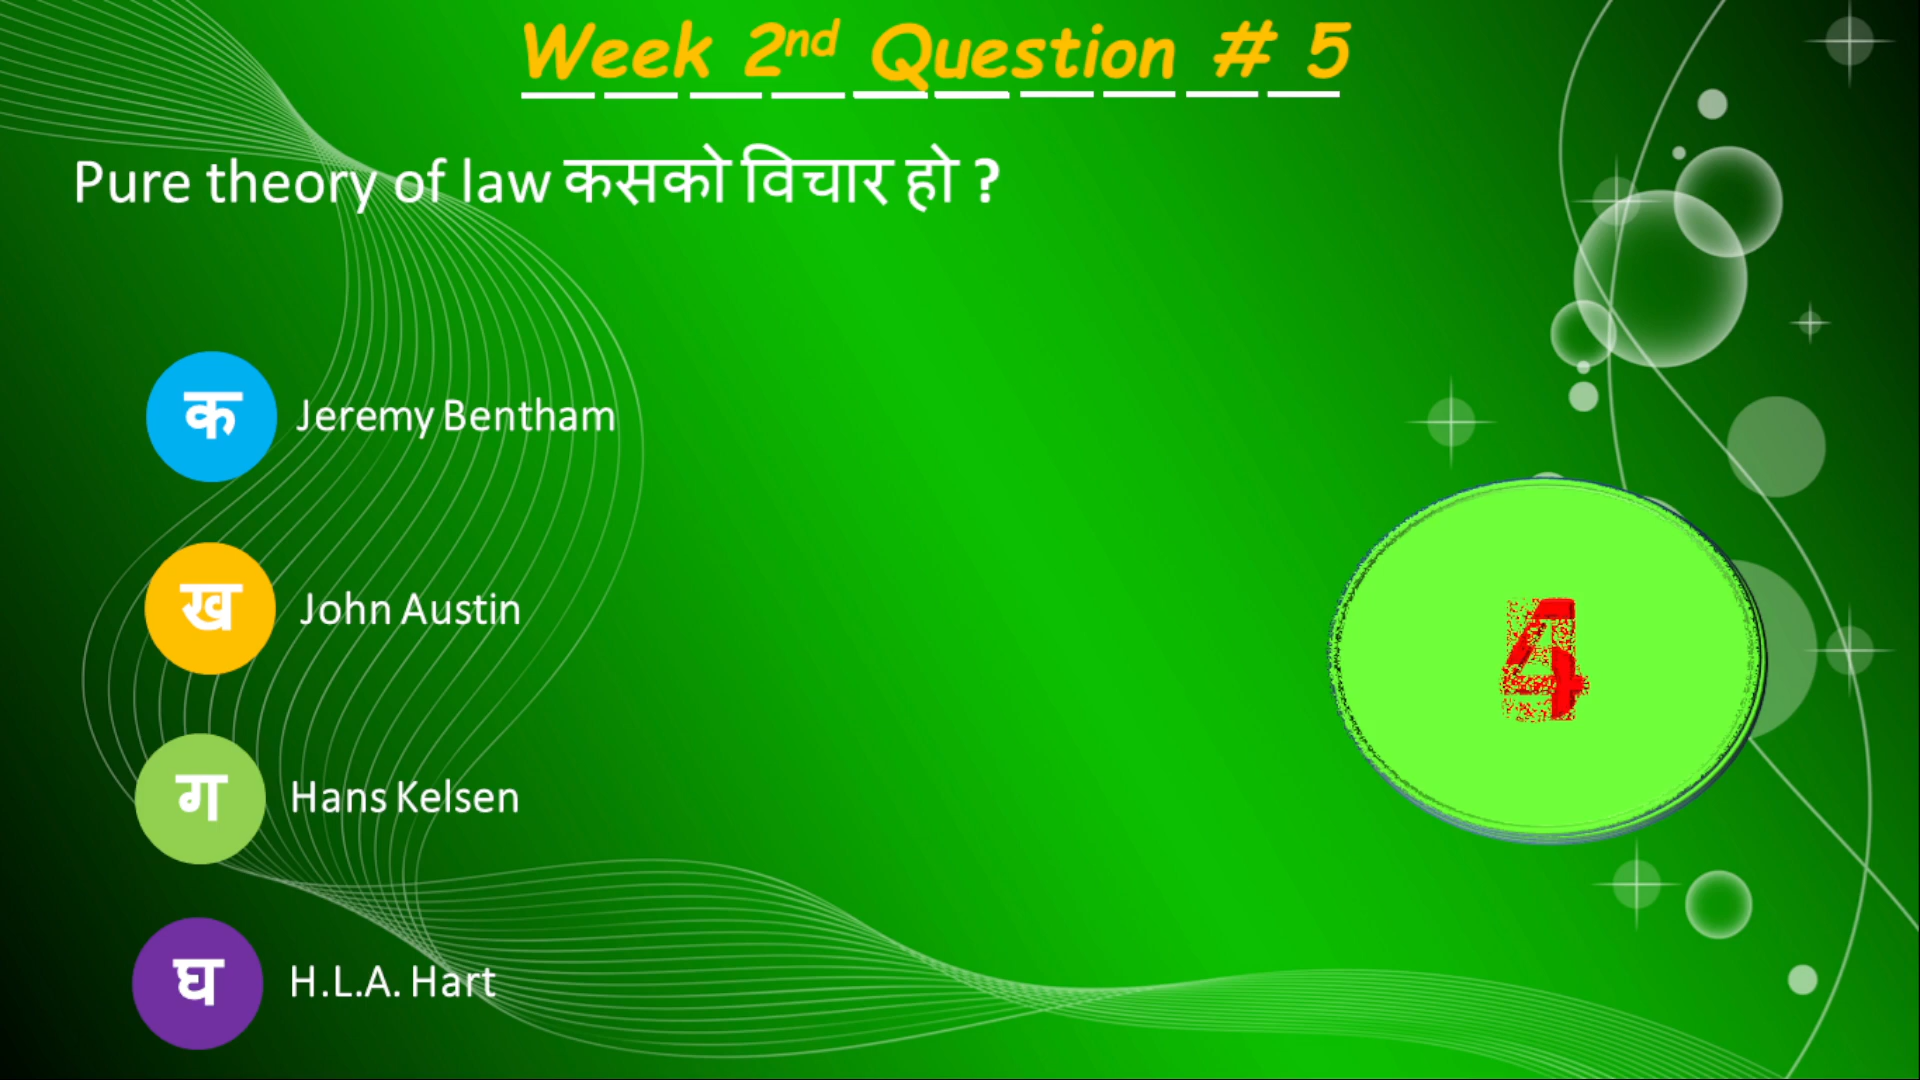 Week 2nd Question # 5
Pure theory of law कसको विचार हो ?
क Jeremy Bentham
ख John Austin
ग Hans Kelsen
4
घ H.L.A. Hart